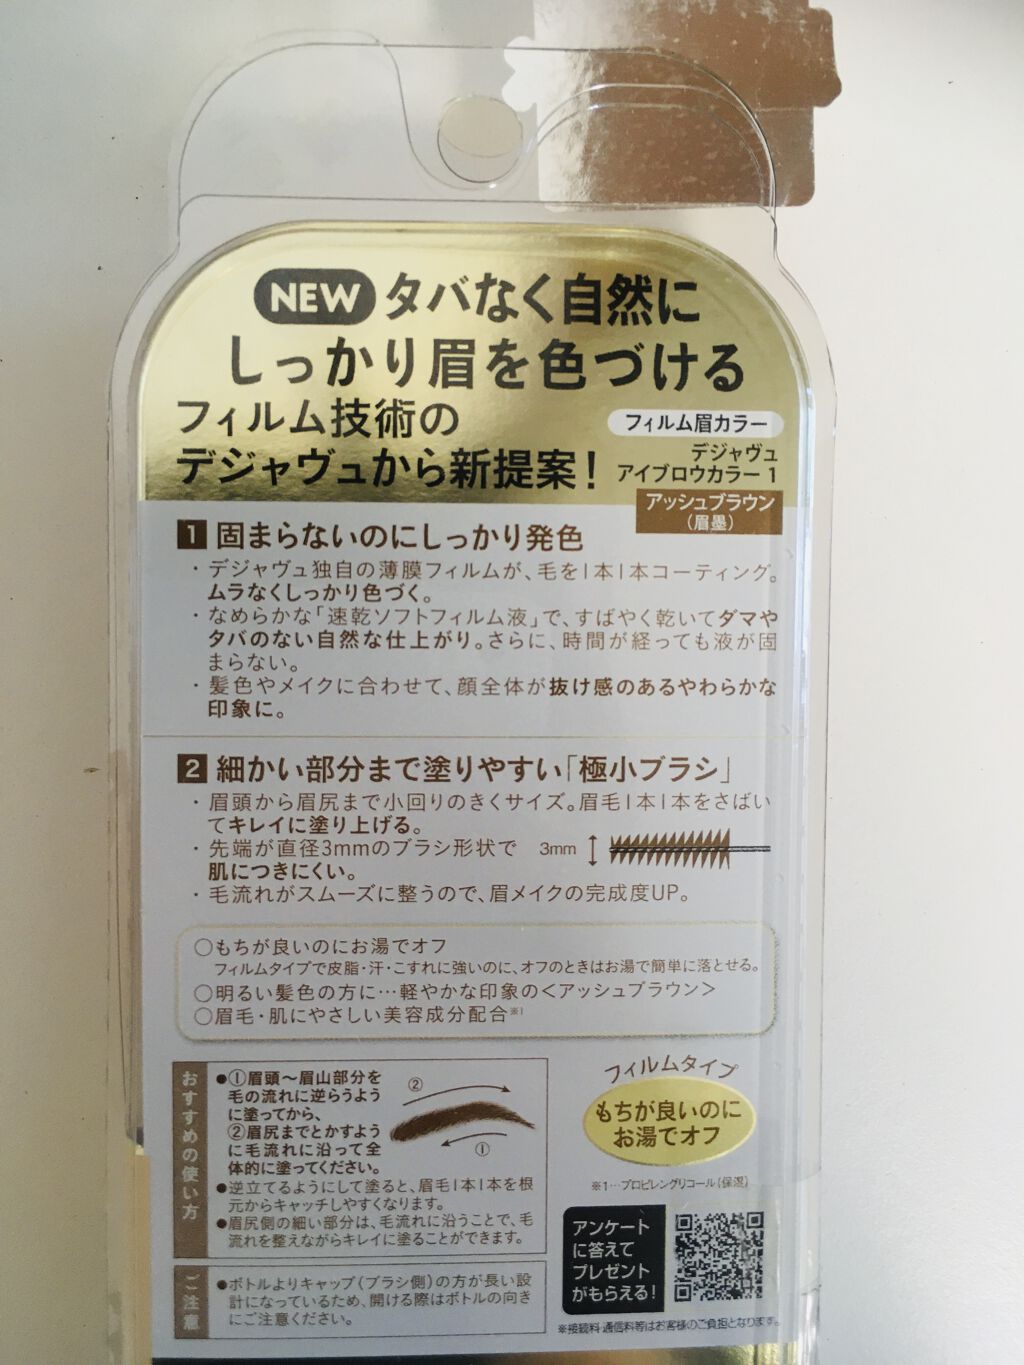 NEW タバなく自然に
しっかり眉を色づける
フィルム技術の
デジャヴュから新提案!
フィルム眉カラー
デジャヴュ
アイブロウカラー 1
アッシュブラウン
(眉墨)
1 固まらないのにしっかり発色
・デジャヴュ独自の薄膜フィルムが、毛を1本1本コーティング。
ムラなくしっかり色づく。
・なめらかな「速乾ソフトフィルム液」で、すばやく乾いてダマや
タバのない自然な仕上がり。さらに、時間が経っても液が固
まらない。
・髪色やメイクに合わせて、顔全体が抜け感のあるやわらかな
印象に。
2 細かい部分まで塗りやすい「極小ブラシ」
・眉頭から眉尻まで小回りのきくサイズ。眉毛1本1本をさばい
てキレイに塗り上げる。
・先端が直径3mmのブラシ形状で
肌につきにくい。
3mm
・毛流れがスムーズに整うので、眉メイクの完成度UP。
○もちが良いのにお湯でオフ
フィルムタイプで皮脂・汗・こすれに強いのに、オフのときはお湯で簡単に落とせる。
○明るい髪色の方に…軽やかな印象の<アッシュブラウン>
○眉毛・肌にやさしい美容成分配合※1
おすすめの使い方
●①眉頭~眉山部分を
毛の流れに逆らうよう
に塗ってから、
②眉尻までとかすよう
に毛流れに沿って全
体的に塗ってください。
②
①
●逆立てるようにして塗ると、眉毛1本1本を根
元からキャッチしやすくなります。
●眉尻側の細い部分は、毛流れに沿うことで、毛
流れを整えながらキレイに塗ることができます。
ご注意
●ボトルよりキャップ(ブラシ側)の方が長い設
計になっているため、開ける際はボトルの向き
にご注意ください。
フィルムタイプ
もちが良いのに
お湯でオフ
※1…プロピレングリコール(保湿)
アンケート
に答えて
プレゼント
がもらえる!
※接続料・通信料等はお客様のご負担となります。